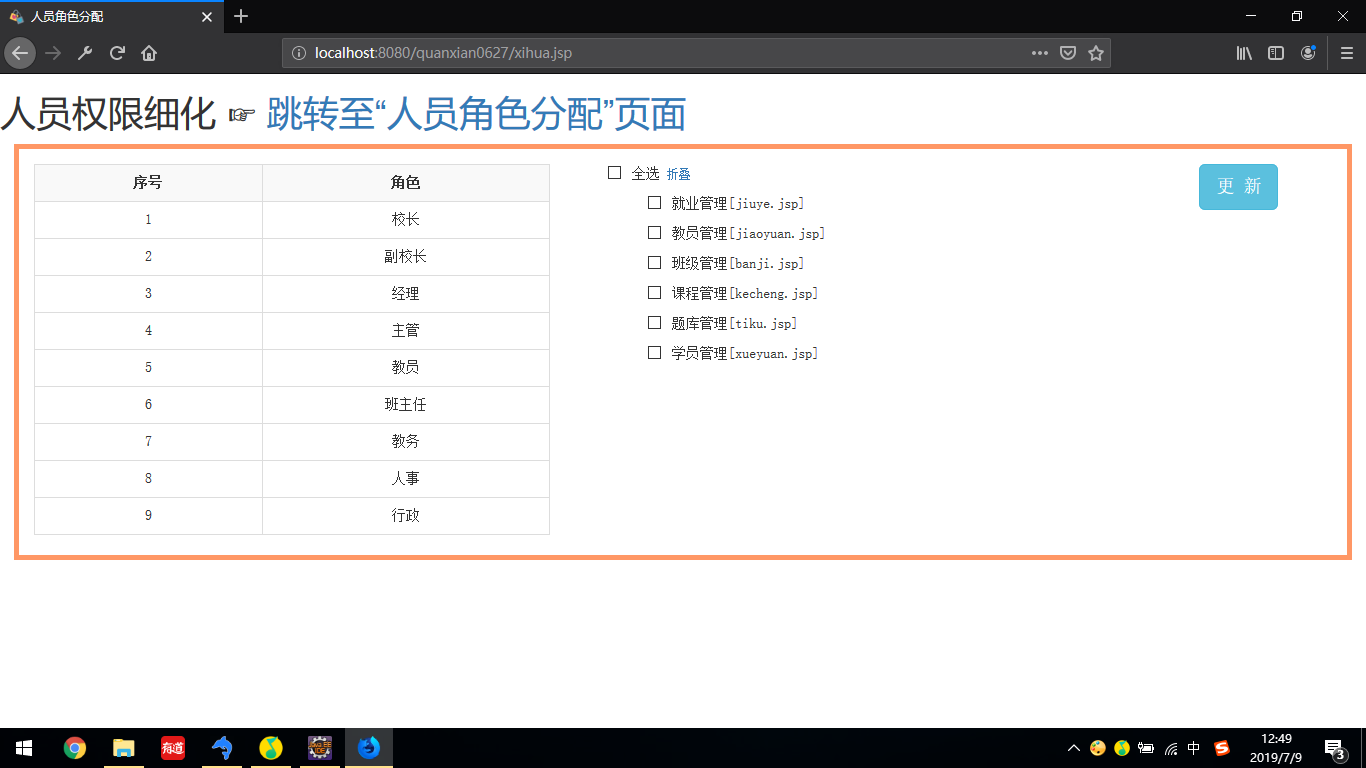 人员角色分配
localhost:8080/quanxian0627/xihua.jsp
人员权限细化 ☞ 跳转至“人员角色分配”页面
序号 角色
1 校长
2 副校长
3 经理
4 主管
5 教员
6 班主任
7 教务
8 人事
9 行政
全选 折叠
就业管理[jiuye.jsp]
教员管理[jiaoyuan.jsp]
班级管理[banji.jsp]
课程管理[kecheng.jsp]
题库管理[tiku.jsp]
学员管理[xueyuan.jsp]
更 新
有道
Java EE
IDE
中
12:49
2019/7/9
3